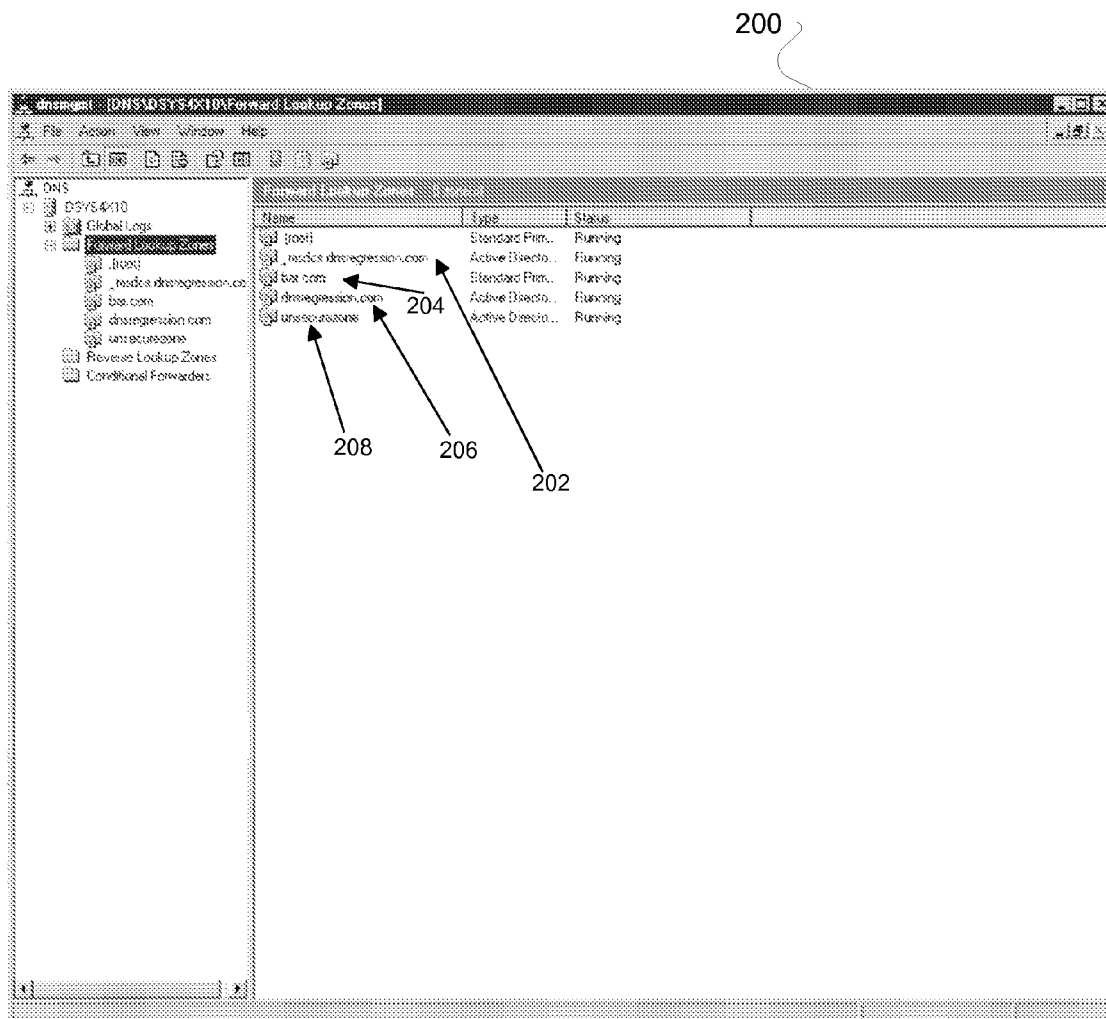 200
dnsmgmt [DNS\DSYS4X10\Forward Lookup Zones]
File Action View Window Help
DNS
DSYS4X10
Global Logs
Forward Lookup Zones
.(root)
_msdcs.dnsregression.co
bar.com
dnsregression.com
unsecurezone
Reverse Lookup Zones
Conditional Forwarders
Forward Lookup Zones
Name Type Status
.(root) Standard Prim... Running
_msdcs.dnsregression.com Active Directo... Running
bar.com Standard Prim... Running
dnsregression.com Active Directo... Running
unsecurezone Active Directo... Running
204
208
206
202